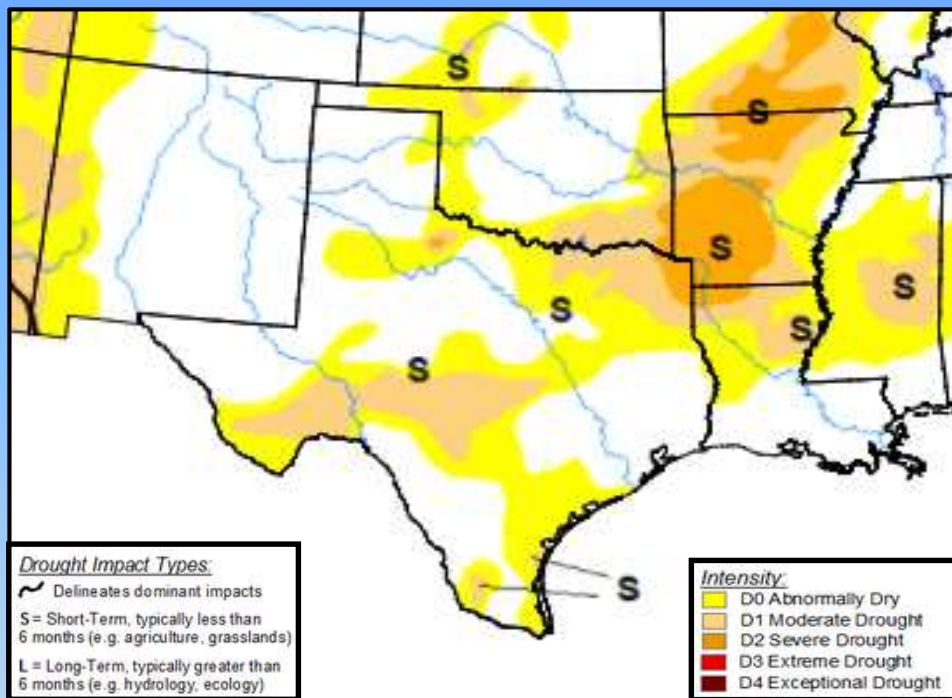 S
S
S
S
S
S
S
S
Drought Impact Types:
Delineates dominant impacts
S = Short-Term, typically less than
6 months (e.g. agriculture, grasslands)
L = Long-Term, typically greater than
6 months (e.g. hydrology, ecology)
Intensity:
D0 Abnormally Dry
D1 Moderate Drought
D2 Severe Drought
D3 Extreme Drought
D4 Exceptional Drought